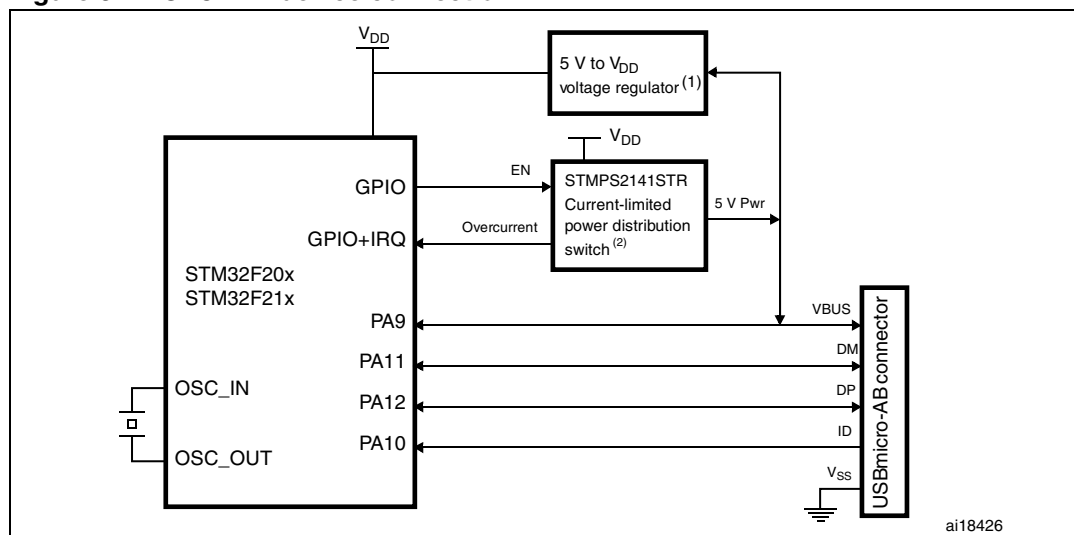 V_DD
5 V to V_DD
voltage regulator (1)
V_DD
STMPS2141STR
Current-limited
power distribution
switch (2)
GPIO
EN
5 V Pwr
GPIO+IRQ
Overcurrent
STM32F20x
STM32F21x
PA9
VBUS
PA11
DM
OSC_IN
PA12
DP
PA10
ID
OSC_OUT
V_SS
USBmicro-AB connector
ai18426